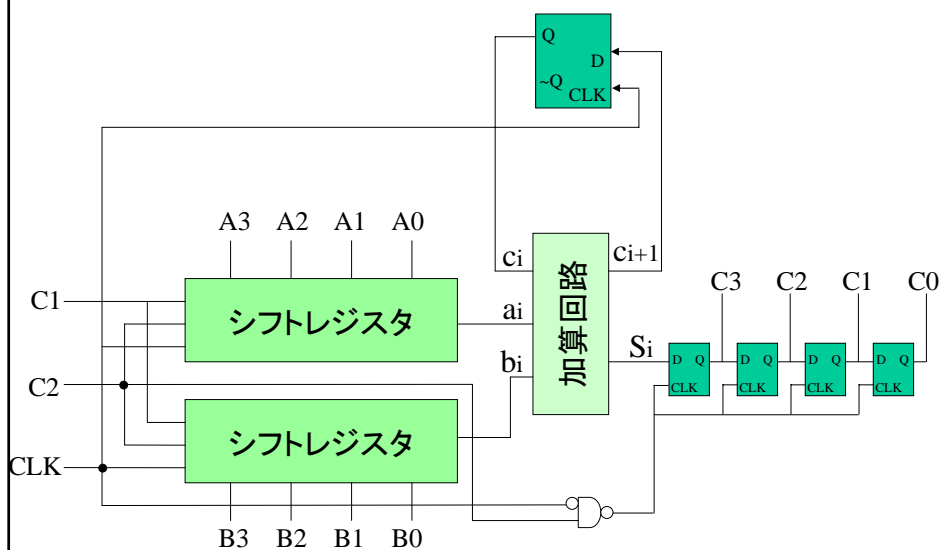 Q
D
~Q
CLK
A3 A2 A1 A0
ci
ci+1
C1
シフトレジスタ
ai
加算回路
C3 C2 C1 C0
Si
bi
D Q
CLK
D Q
CLK
D Q
CLK
D Q
CLK
C2
シフトレジスタ
CLK
B3 B2 B1 B0